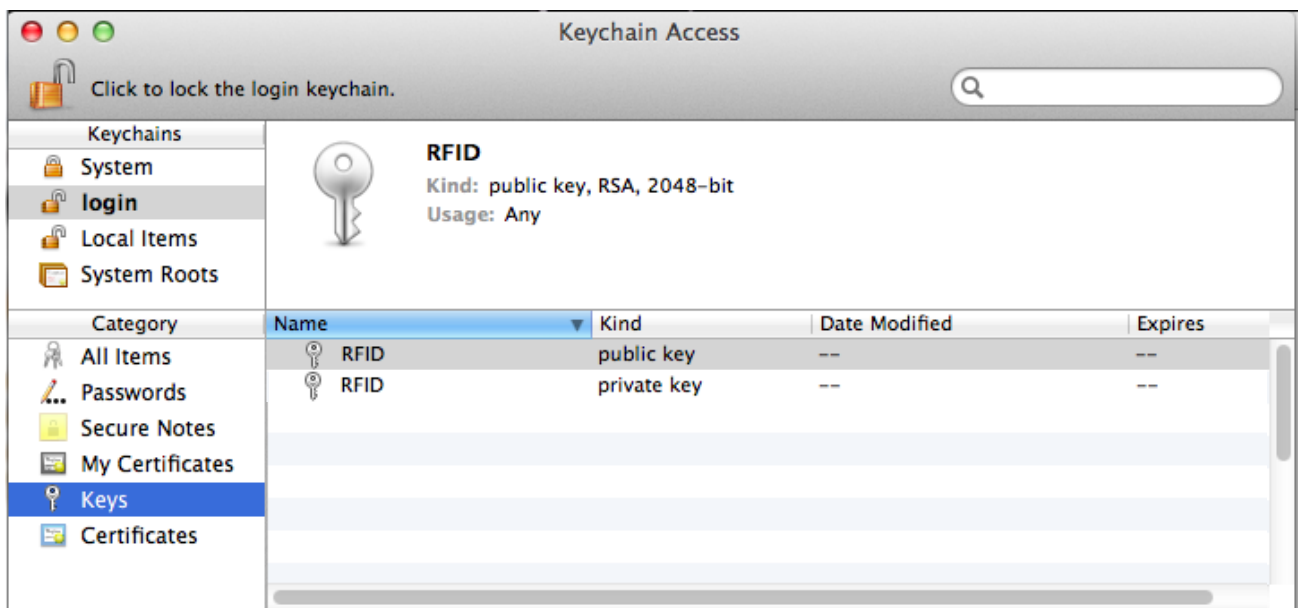 Keychain Access
Click to lock the login keychain.
Keychains
System
login
Local Items
System Roots
RFID
Kind: public key, RSA, 2048-bit
Usage: Any
Category
All Items
Passwords
Secure Notes
My Certificates
Keys
Certificates
Name Kind Date Modified Expires
RFID public key -- --
RFID private key -- --